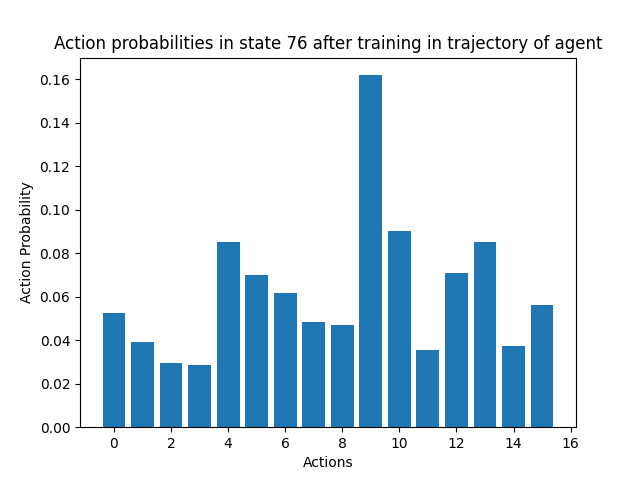 Action probabilities in state 76 after training in trajectory of agent
0.16
0.14
0.12
0.10
0.08
0.06
0.04
0.02
0.00
Action Probability
0 2 4 6 8 10 12 14 16
Actions